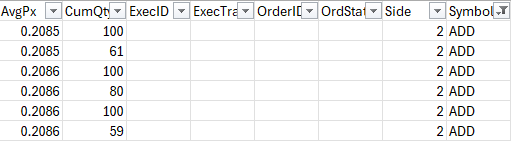 AvgPx CumQty ExecID ExecTra OrderID OrdStat Side Symbol
0.2085 100 2 ADD
0.2085 61 2 ADD
0.2086 100 2 ADD
0.2086 80 2 ADD
0.2086 100 2 ADD
0.2086 59 2 ADD